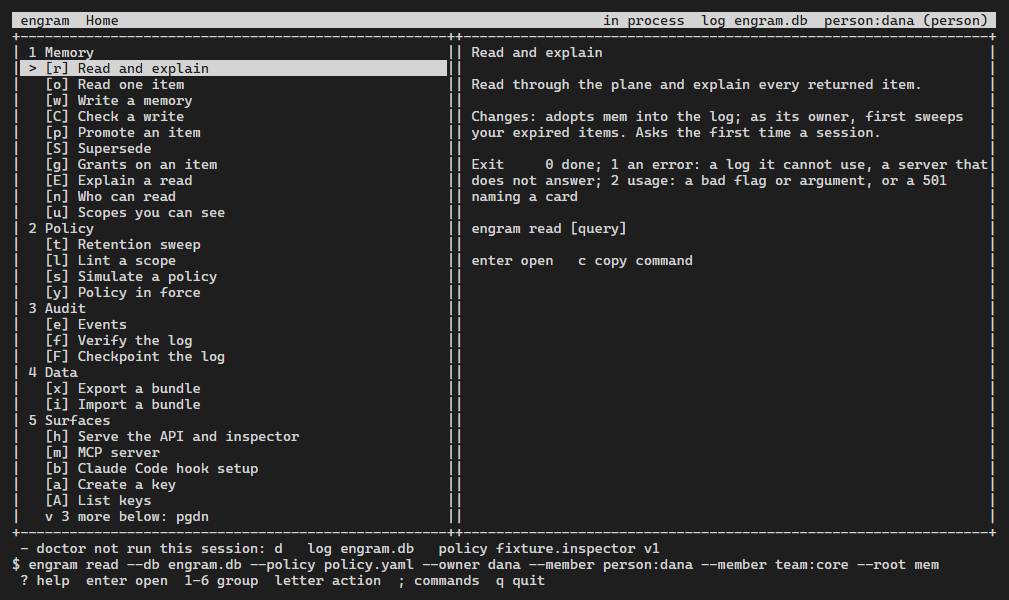 engram  Home  in process  log engram.db  person:dana (person)
1 Memory
> [r] Read and explain
[o] Read one item
[w] Write a memory
[C] Check a write
[p] Promote an item
[S] Supersede
[g] Grants on an item
[E] Explain a read
[n] Who can read
[u] Scopes you can see
2 Policy
[t] Retention sweep
[l] Lint a scope
[s] Simulate a policy
[y] Policy in force
3 Audit
[e] Events
[f] Verify the log
[F] Checkpoint the log
4 Data
[x] Export a bundle
[i] Import a bundle
5 Surfaces
[h] Serve the API and inspector
[m] MCP server
[b] Claude Code hook setup
[a] Create a key
[A] List keys
v 3 more below: pgdn
Read and explain
Read through the plane and explain every returned item.
Changes: adopts mem into the log; as its owner, first sweeps
your expired items. Asks the first time a session.
Exit     0 done; 1 an error: a log it cannot use, a server that
does not answer; 2 usage: a bad flag or argument, or a 501
naming a card
engram read [query]
enter open   c copy command
- doctor not run this session: d   log engram.db   policy fixture.inspector v1
$ engram read --db engram.db --policy policy.yaml --owner dana --member person:dana --member team:core --root mem
? help  enter open  1-6 group  letter action  ; commands  q quit